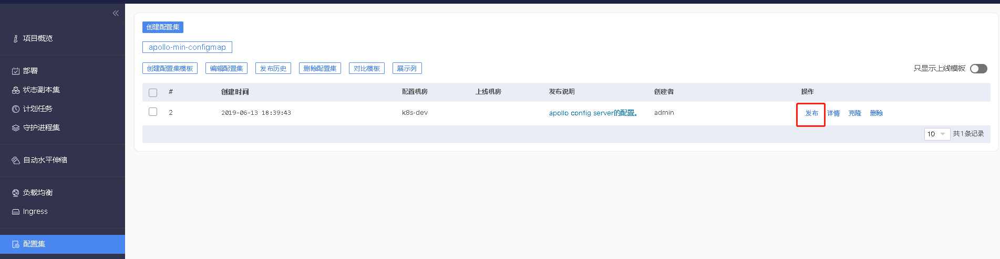 项目概览
部署
状态副本集
计划任务
守护进程集
自动水平伸缩
负载均衡
Ingress
配置集
创建配置集
apollo-min-configmap
创建配置集模板 编辑配置集 发布历史 删除配置集 对比模板 展示列 只显示上线模板
# 创建时间 配置机房 上线机房 发布说明 创建者 操作
2 2019-06-13 18:39:43 k8s-dev apollo config server的配置。 admin 发布 详情 克隆 删除
10 共1条记录